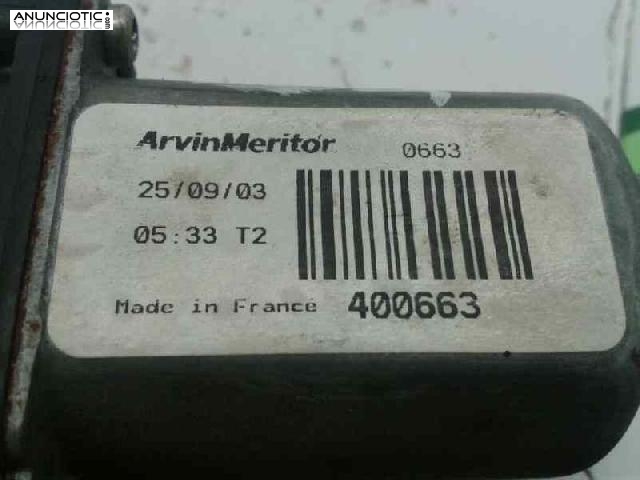 ANUNCIOTIC
ArvinMeritor 0663
25/09/03
05:33 T2
Made in France 400663